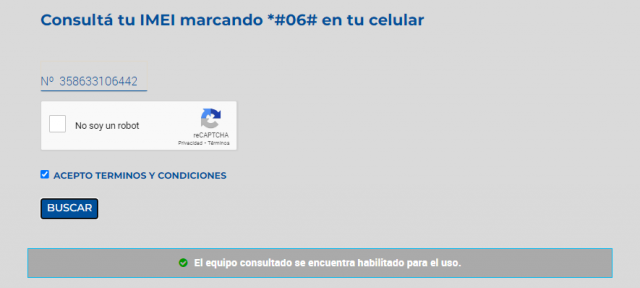 Consultá tu IMEI marcando *#06# en tu celular
Nº 358633106442
No soy un robot
reCAPTCHA
Privacidad - Términos
ACEPTO TERMINOS Y CONDICIONES
BUSCAR
El equipo consultado se encuentra habilitado para el uso.